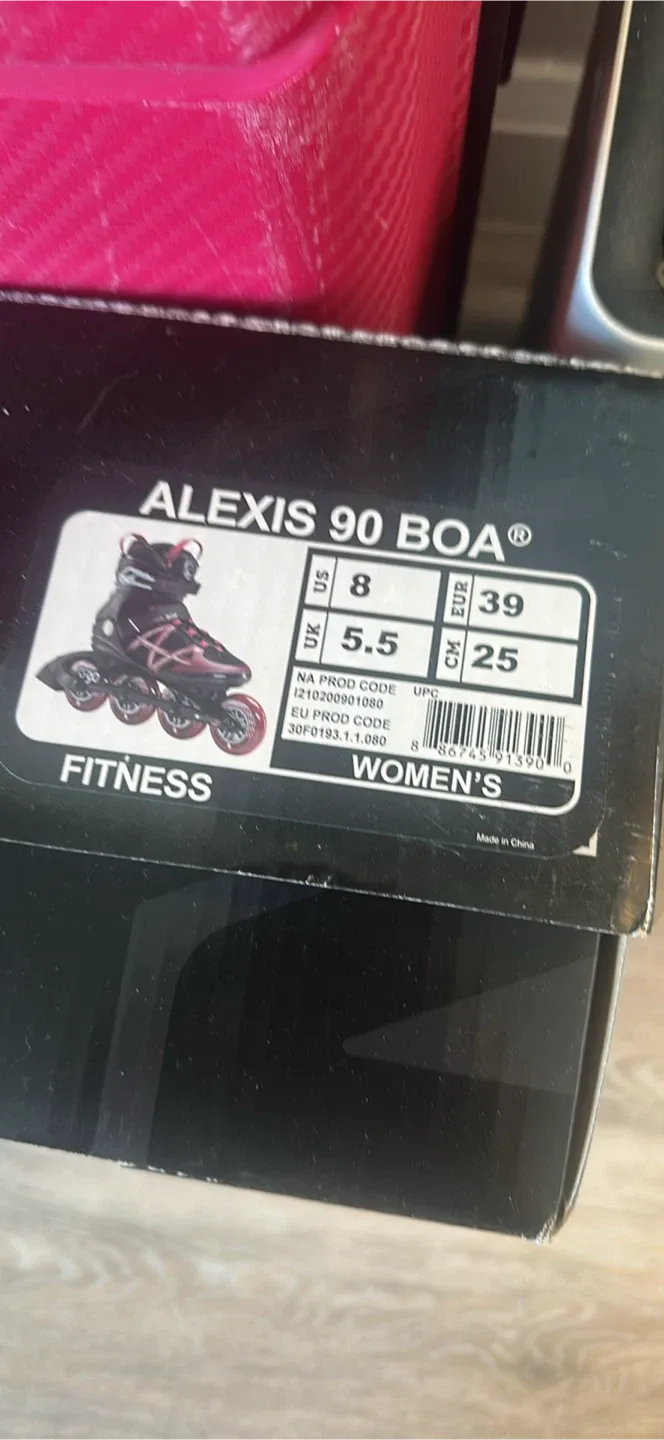 ALEXIS 90 BOA®
US 8 EUR 39
UK 5.5 CM 25
NA PROD CODE
I210200901080
EU PROD CODE
30F0193.1.1.080
UPC
8 86745 91390 0
FITNESS
WOMEN'S
Made in China